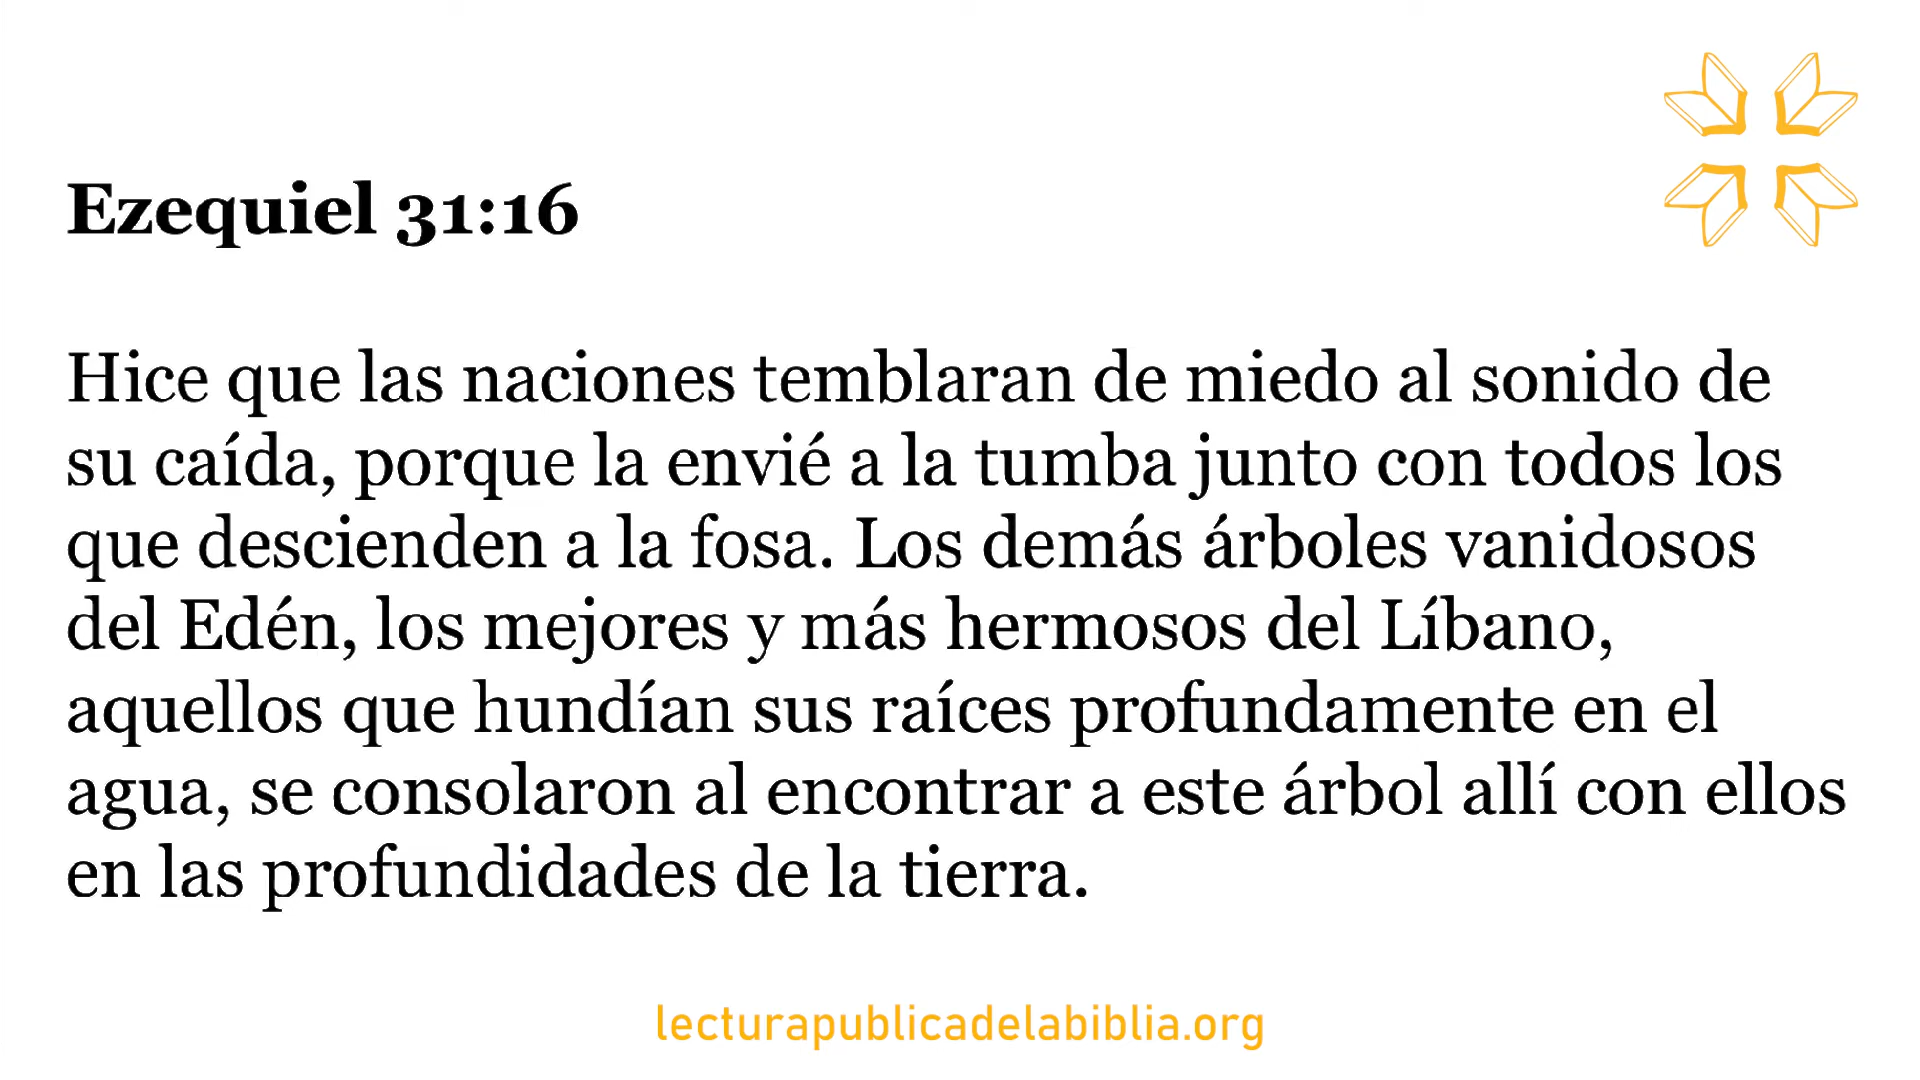 Ezequiel 31:16
Hice que las naciones temblaran de miedo al sonido de
su caída, porque la envié a la tumba junto con todos los
que descienden a la fosa. Los demás árboles vanidosos
del Edén, los mejores y más hermosos del Líbano,
aquellos que hundían sus raíces profundamente en el
agua, se consolaron al encontrar a este árbol allí con ellos
en las profundidades de la tierra.
lecturapublicadelabiblia.org